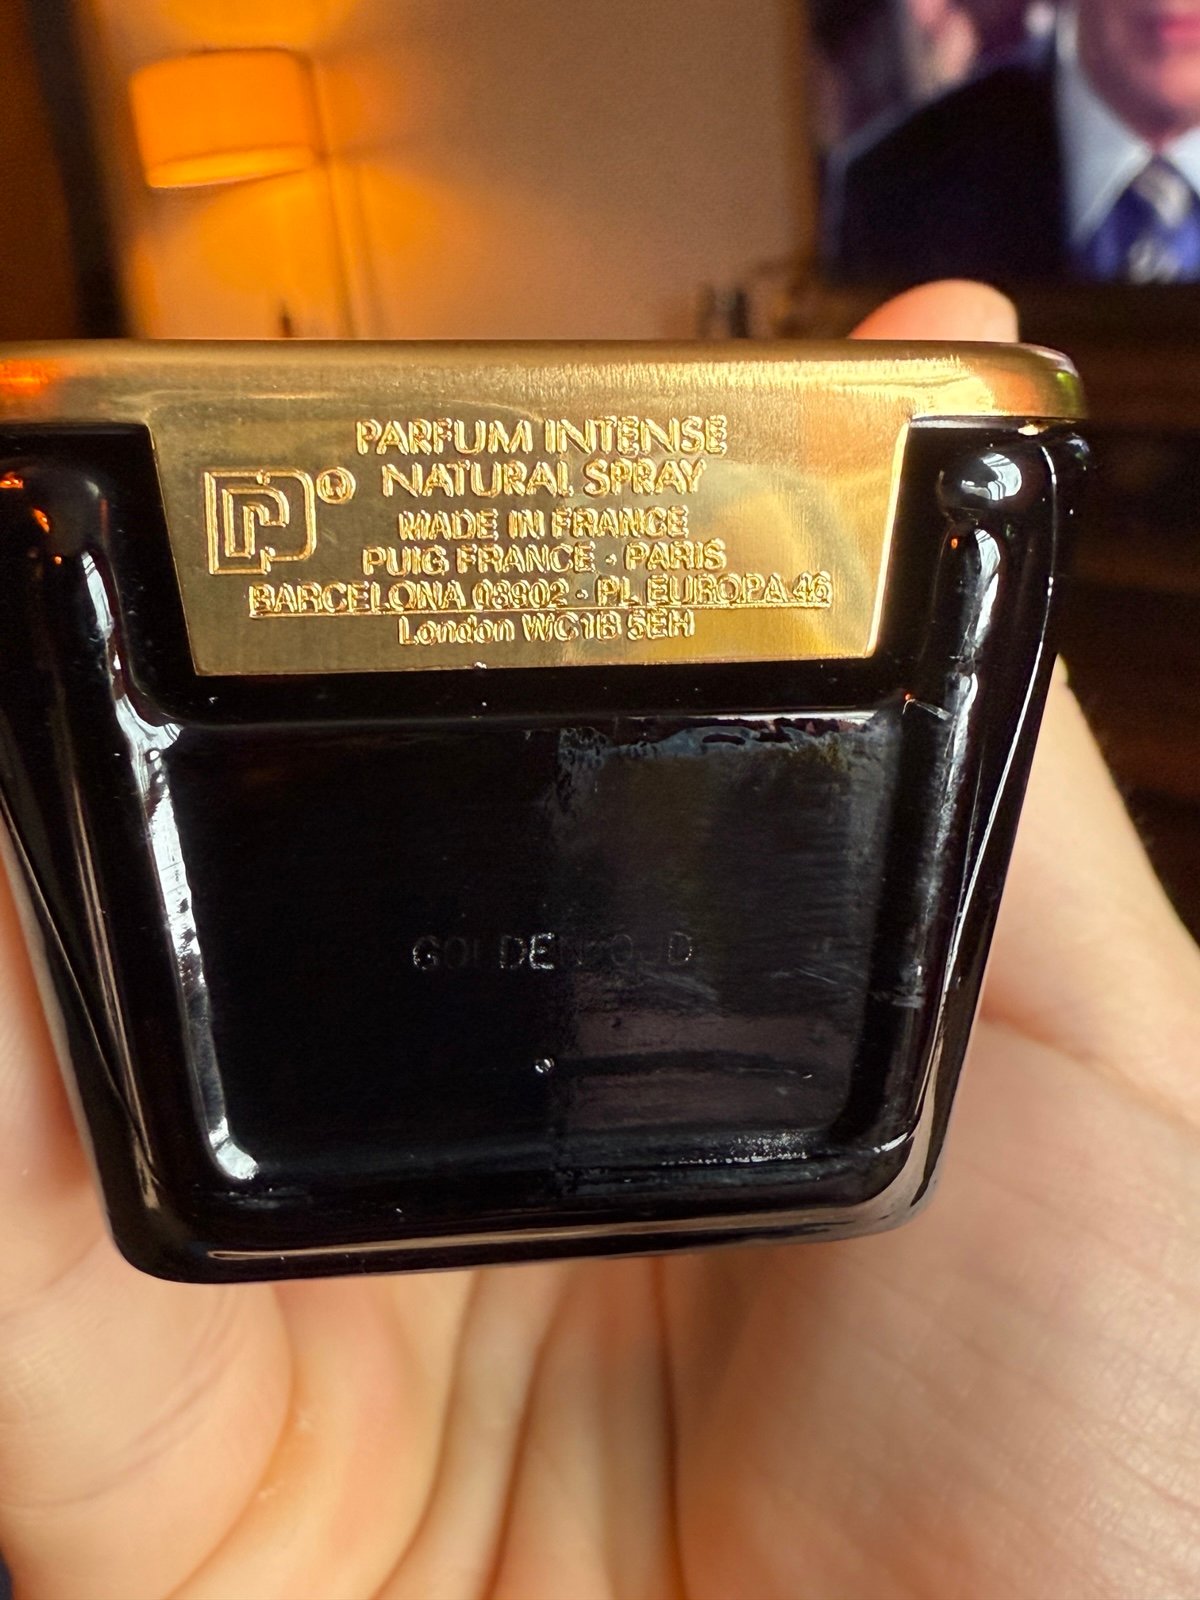 PARFUM INTENSE
NATURAL SPRAY
MADE IN FRANCE
PUIG FRANCE · PARIS
BARCELONA 08902 · PL EUROPA 46
London WC1B 5EH